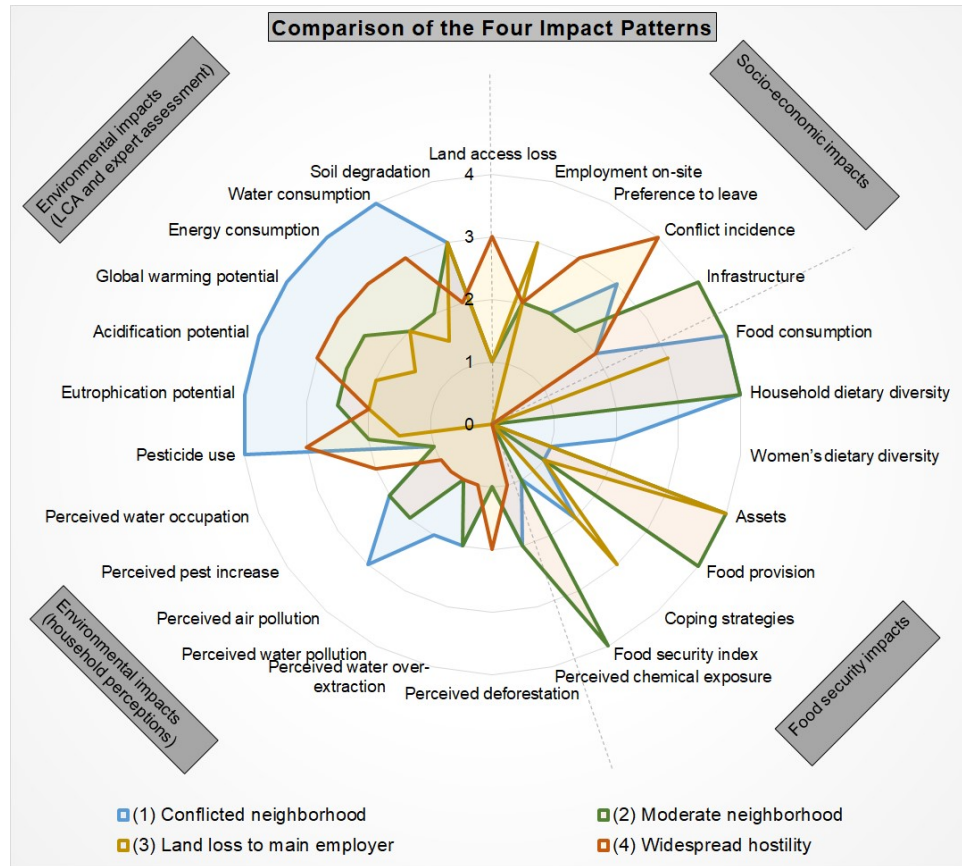 Comparison of the Four Impact Patterns
Environmental impacts
(LCA and expert assessment)
Socio-economic impacts
Land access loss
Employment on-site
Preference to leave
Conflict incidence
Infrastructure
Food consumption
Household dietary diversity
Women's dietary diversity
Assets
Food provision
Coping strategies
Food security index
Perceived chemical exposure
Perceived deforestation
Perceived water over-
extraction
Perceived water pollution
Perceived air pollution
Perceived pest increase
Perceived water occupation
Pesticide use
Eutrophication potential
Acidification potential
Global warming potential
Energy consumption
Water consumption
Soil degradation
4
3
2
1
0
Environmental impacts
(household perceptions)
Food security impacts
(1) Conflicted neighborhood
(2) Moderate neighborhood
(3) Land loss to main employer
(4) Widespread hostility